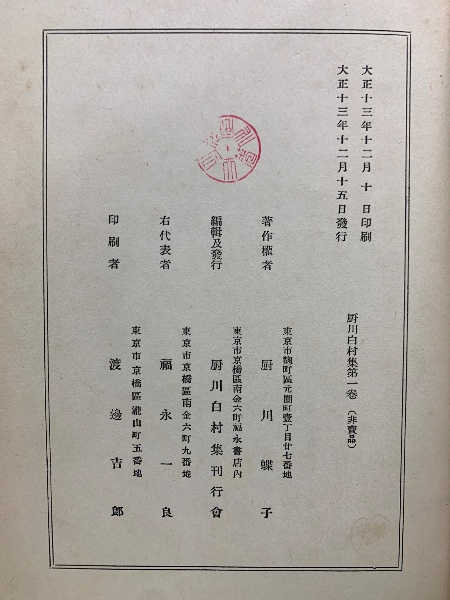 大正十三年十二月十日印刷
大正十三年十二月十五日發行
厨川白村集第一卷(非賣品)
著作權者
東京市麴町區元園町壹丁目廿七番地
厨川蝶子
編輯及發行
東京市京橋區南金六町福永書店內
厨川白村集刊行會
右代表者
東京市京橋區南金六町九番地
福永一良
印刷者
東京市京橋區瀧山町五番地
渡邊吉郎